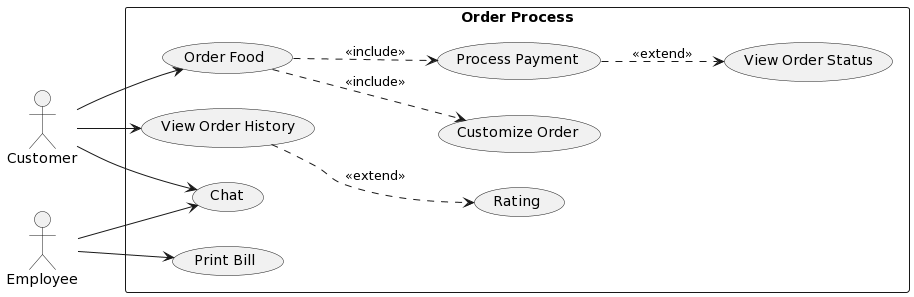 Order Process
Order Food
«include»
Process Payment
«extend»
View Order Status
«include»
Customize Order
Customer
View Order History
«extend»
Rating
Chat
Employee
Print Bill